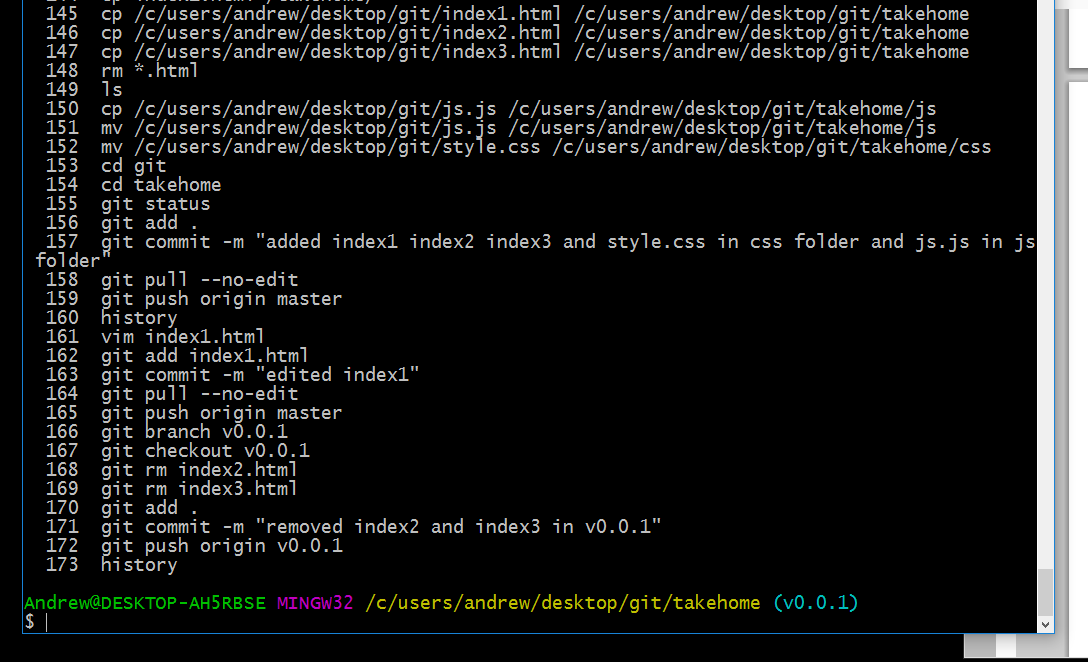 145 cp /c/users/andrew/desktop/git/index1.html /c/users/andrew/desktop/git/takehome
146 cp /c/users/andrew/desktop/git/index2.html /c/users/andrew/desktop/git/takehome
147 cp /c/users/andrew/desktop/git/index3.html /c/users/andrew/desktop/git/takehome
148 rm *.html
149 ls
150 cp /c/users/andrew/desktop/git/js.js /c/users/andrew/desktop/git/takehome/js
151 mv /c/users/andrew/desktop/git/js.js /c/users/andrew/desktop/git/takehome/js
152 mv /c/users/andrew/desktop/git/style.css /c/users/andrew/desktop/git/takehome/css
153 cd git
154 cd takehome
155 git status
156 git add .
157 git commit -m "added index1 index2 index3 and style.css in css folder and js.js in js
folder"
158 git pull --no-edit
159 git push origin master
160 history
161 vim index1.html
162 git add index1.html
163 git commit -m "edited index1"
164 git pull --no-edit
165 git push origin master
166 git branch v0.0.1
167 git checkout v0.0.1
168 git rm index2.html
169 git rm index3.html
170 git add .
171 git commit -m "removed index2 and index3 in v0.0.1"
172 git push origin v0.0.1
173 history
Andrew@DESKTOP-AH5RBSE MINGW32 /c/users/andrew/desktop/git/takehome (v0.0.1)
$